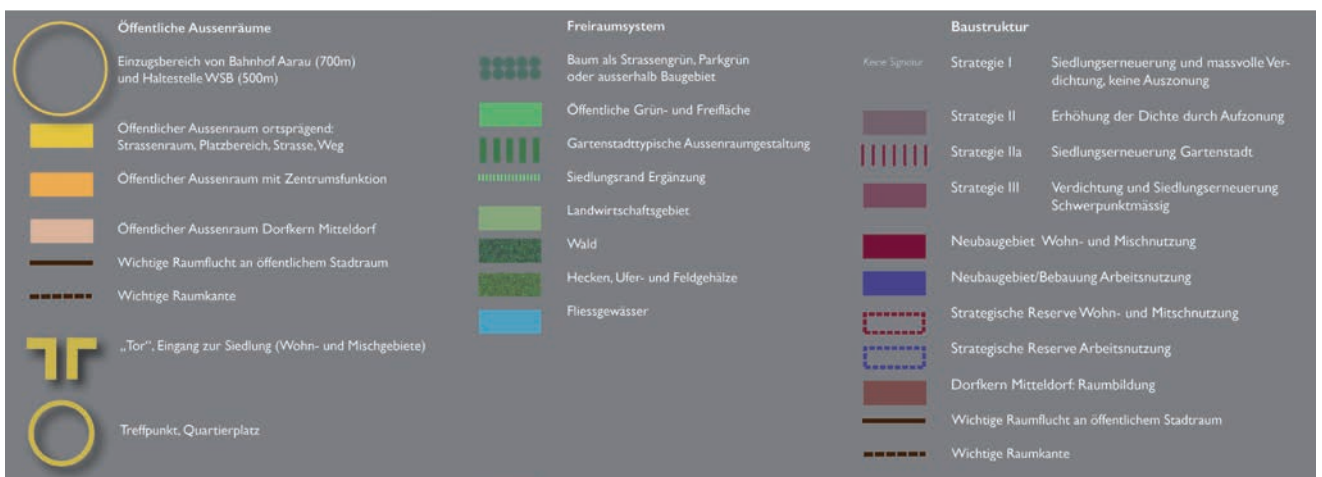 Öffentliche Aussenräume
Einzugsbereich von Bahnhof Aarau (700m)
und Haltestelle WSB (500m)
Öffentlicher Aussenraum ortsprägend:
Strassenraum, Platzbereich, Strasse, Weg
Öffentlicher Aussenraum mit Zentrumsfunktion
Öffentlicher Aussenraum Dorfkern Mitteldorf
Wichtige Raumflucht an öffentlichem Stadtraum
Wichtige Raumkante
„Tor“, Eingang zur Siedlung (Wohn- und Mischgebiete)
Treffpunkt, Quartierplatz
Freiraumsystem
Baum als Strassengrün, Parkgrün
oder ausserhalb Baugebiet
Öffentliche Grün- und Freifläche
Gartenstadttypische Aussenraumgestaltung
Siedlungsrand Ergänzung
Landwirtschaftsgebiet
Wald
Hecken, Ufer- und Feldgehälze
Fliessgewässer
Baustruktur
Keine Signatur Strategie I Siedlungserneuerung und massvolle Ver-
dichtung, keine Auszonung
Strategie II Erhöhung der Dichte durch Aufzonung
Strategie IIa Siedlungserneuerung Gartenstadt
Strategie III Verdichtung und Siedlungserneuerung
Schwerpunktmässig
Neubaugebiet Wohn- und Mischnutzung
Neubaugebiet/Bebauung Arbeitsnutzung
Strategische Reserve Wohn- und Mitschnutzung
Strategische Reserve Arbeitsnutzung
Dorfkern Mitteldorf: Raumbildung
Wichtige Raumflucht an öffentlichem Stadtraum
Wichtige Raumkante